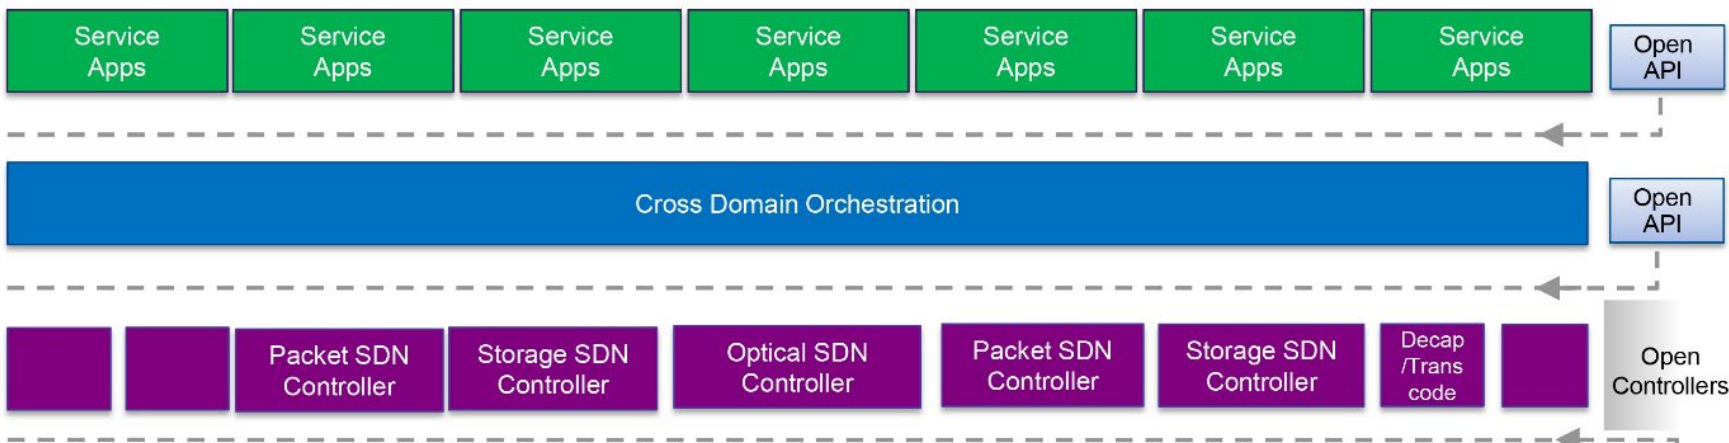 Service
Apps
Service
Apps
Service
Apps
Service
Apps
Service
Apps
Service
Apps
Service
Apps
Open
API
Cross Domain Orchestration
Open
API
Packet SDN
Controller
Storage SDN
Controller
Optical SDN
Controller
Packet SDN
Controller
Storage SDN
Controller
Decap
/Trans
code
Open
Controllers